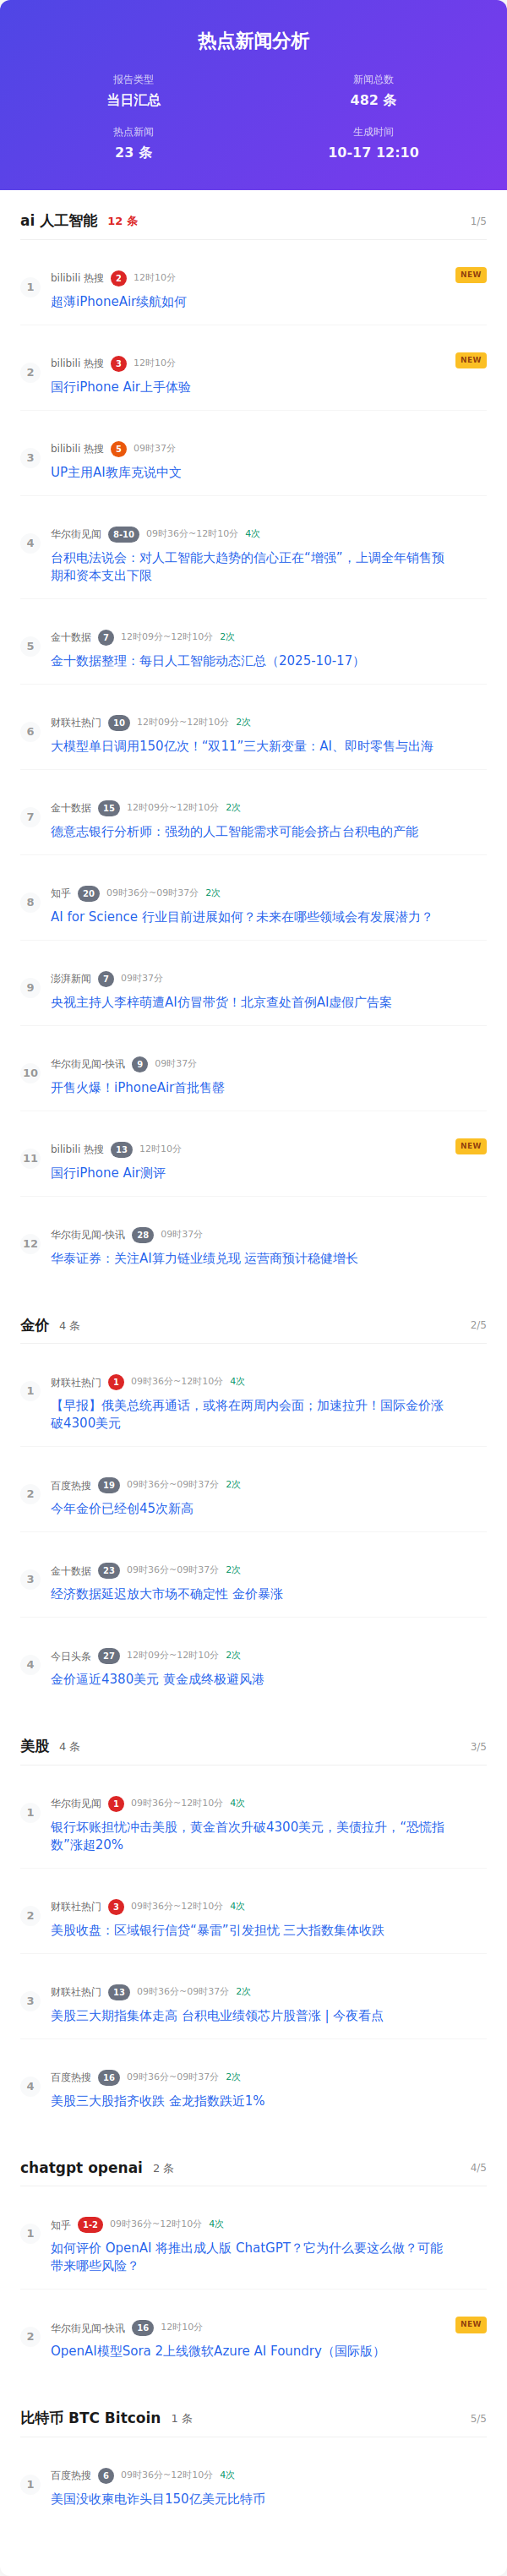 热点新闻分析
报告类型 新闻总数
当日汇总 482 条
热点新闻 生成时间
23 条 10-17 12:10
ai 人工智能 12 条 1/5
1 bilibili 热搜 2 12时10分 NEW
超薄iPhoneAir续航如何
2 bilibili 热搜 3 12时10分 NEW
国行iPhone Air上手体验
3 bilibili 热搜 5 09时37分
UP主用AI教库克说中文
4 华尔街见闻 8-10 09时36分~12时10分 4次
台积电法说会：对人工智能大趋势的信心正在“增强”，上调全年销售预
期和资本支出下限
5 金十数据 7 12时09分~12时10分 2次
金十数据整理：每日人工智能动态汇总（2025-10-17）
6 财联社热门 10 12时09分~12时10分 2次
大模型单日调用150亿次！“双11”三大新变量：AI、即时零售与出海
7 金十数据 15 12时09分~12时10分 2次
德意志银行分析师：强劲的人工智能需求可能会挤占台积电的产能
8 知乎 20 09时36分~09时37分 2次
AI for Science 行业目前进展如何？未来在哪些领域会有发展潜力？
9 澎湃新闻 7 09时37分
央视主持人李梓萌遭AI仿冒带货！北京查处首例AI虚假广告案
10 华尔街见闻-快讯 9 09时37分
开售火爆！iPhoneAir首批售罄
11 bilibili 热搜 13 12时10分 NEW
国行iPhone Air测评
12 华尔街见闻-快讯 28 09时37分
华泰证券：关注AI算力链业绩兑现 运营商预计稳健增长
金价 4 条 2/5
1 财联社热门 1 09时36分~12时10分 4次
【早报】俄美总统再通话，或将在两周内会面；加速拉升！国际金价涨
破4300美元
2 百度热搜 19 09时36分~09时37分 2次
今年金价已经创45次新高
3 金十数据 23 09时36分~09时37分 2次
经济数据延迟放大市场不确定性 金价暴涨
4 今日头条 27 12时09分~12时10分 2次
金价逼近4380美元 黄金成终极避风港
美股 4 条 3/5
1 华尔街见闻 1 09时36分~12时10分 4次
银行坏账担忧冲击美股，黄金首次升破4300美元，美债拉升，“恐慌指
数”涨超20%
2 财联社热门 3 09时36分~12时10分 4次
美股收盘：区域银行信贷“暴雷”引发担忧 三大指数集体收跌
3 财联社热门 13 09时36分~09时37分 2次
美股三大期指集体走高 台积电业绩领芯片股普涨 | 今夜看点
4 百度热搜 16 09时36分~09时37分 2次
美股三大股指齐收跌 金龙指数跌近1%
chatgpt openai 2 条 4/5
1 知乎 1-2 09时36分~12时10分 4次
如何评价 OpenAI 将推出成人版 ChatGPT？它为什么要这么做？可能
带来哪些风险？
2 华尔街见闻-快讯 16 12时10分 NEW
OpenAI模型Sora 2上线微软Azure AI Foundry（国际版）
比特币 BTC Bitcoin 1 条 5/5
1 百度热搜 6 09时36分~12时10分 4次
美国没收柬电诈头目150亿美元比特币